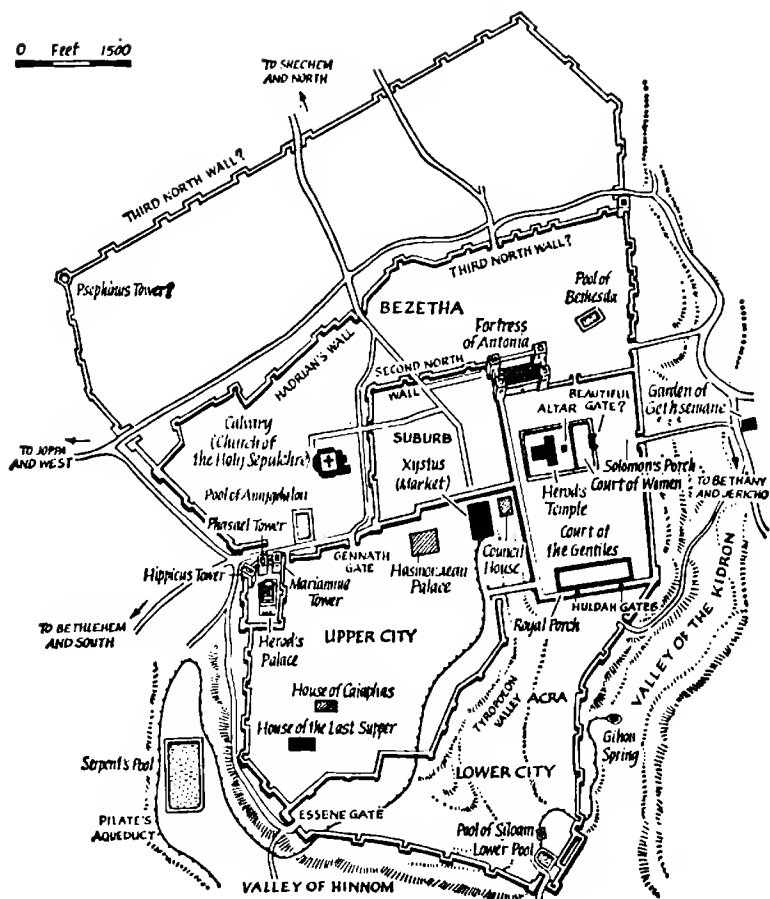 0 Feet 1500
TO SHECHEM
AND NORTH
THIRD NORTH WALL?
Psephinus Tower?
THIRD NORTH WALL?
BEZETHA
Pool of
Bethesda
Fortress
of Antonia
HADRIAN'S WALL
SECOND NORTH
WALL
BEAUTIFUL
GATE?
ALTAR
Garden of
Gethsemane
Calvary
(Church of
the Holy Sepulchre)
SUBURB
Xystus
(Market)
TO JOPPA
AND WEST
Solomon's Porch
Court of Women
TO BETHANY
AND JERICHO
Herod's
Temple
Pool of Amygdalon
Phasael Tower
Court of
the Gentiles
GENNATH
GATE
Hasmonaean
Palace
Council
House
Hippicus Tower
Mariamne
Tower
HULDAH GATES
Royal Porch
TO BETHLEHEM
AND SOUTH
Herod's
Palace
UPPER CITY
VALLEY OF THE KIDRON
TYROPOLON
VALLEY
ACRA
House of Caiaphas
House of the Last Supper
Gihon
Spring
Serpent's Pool
LOWER CITY
PILATE'S
AQUEDUCT
ESSENE GATE
Pool of Siloam
Lower Pool
VALLEY OF HINNOM